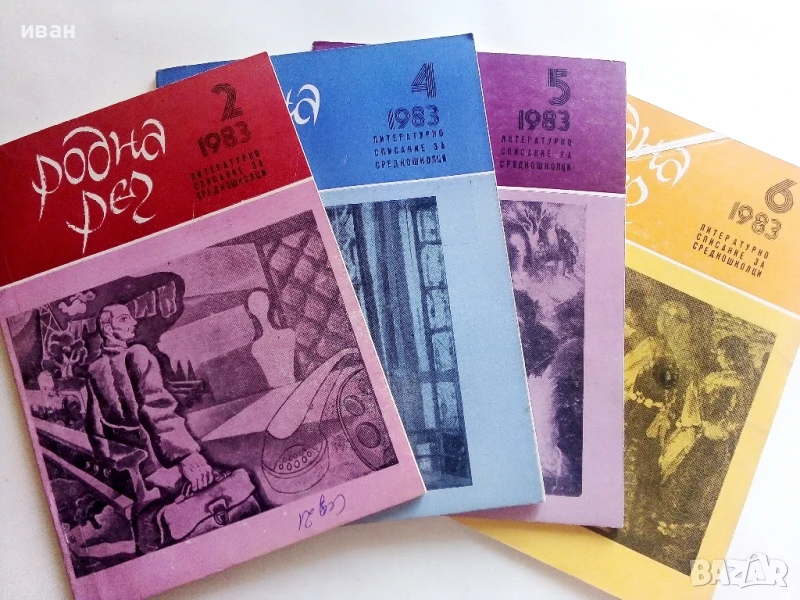 иван
родна
реч
2
1983
ЛИТЕРАТУРНО
СПИСАНИЕ ЗА
СРЕДНОШКОЛЦИ
на
4
1983
ЛИТЕРАТУРНО
СПИСАНИЕ ЗА
СРЕДНОШКОЛЦИ
5
1983
ЛИТЕРАТУРНО
СПИСАНИЕ ЗА
СРЕДНОШКОЛЦИ
6
1983
ЛИТЕРАТУРНО
СПИСАНИЕ ЗА
СРЕДНОШКОЛЦИ
BAZAR